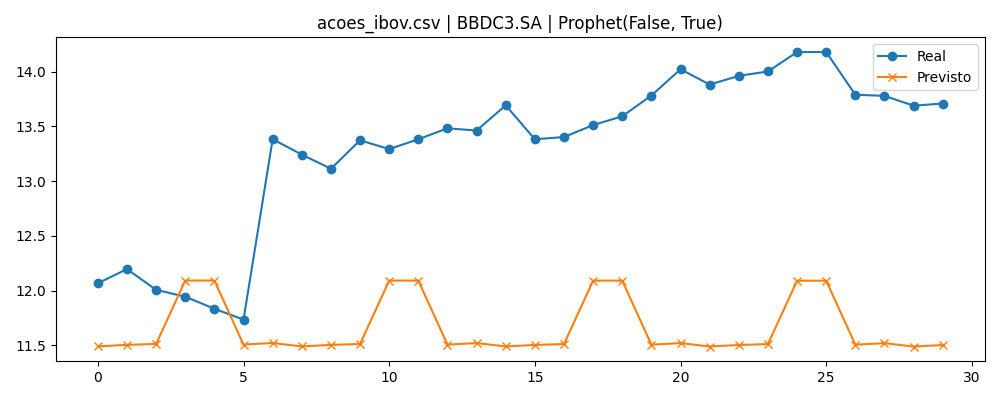 acoes_ibov.csv | BBDC3.SA | Prophet(False, True)
Real
Previsto
14.0
13.5
13.0
12.5
12.0
11.5
0 5 10 15 20 25 30